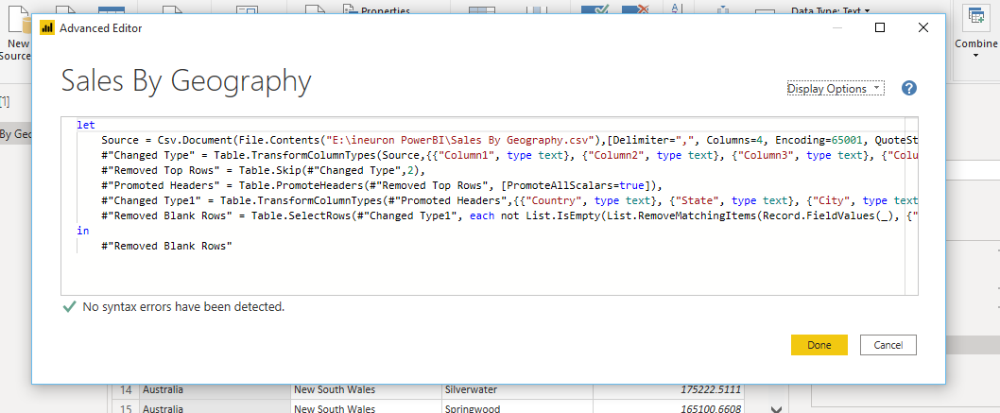 Properties
Data Type: Text
New
Source
Combine
[1]
By Geo
Advanced Editor
Sales By Geography
Display Options
?
let
Source = Csv.Document(File.Contents("E:\ineuron PowerBI\Sales By Geography.csv"),[Delimiter=",", Columns=4, Encoding=65001, QuoteSt
#"Changed Type" = Table.TransformColumnTypes(Source,{{"Column1", type text}, {"Column2", type text}, {"Column3", type text}, {"Colu
#"Removed Top Rows" = Table.Skip(#"Changed Type",2),
#"Promoted Headers" = Table.PromoteHeaders(#"Removed Top Rows", [PromoteAllScalars=true]),
#"Changed Type1" = Table.TransformColumnTypes(#"Promoted Headers",{{"Country", type text}, {"State", type text}, {"City", type text
#"Removed Blank Rows" = Table.SelectRows(#"Changed Type1", each not List.IsEmpty(List.RemoveMatchingItems(Record.FieldValues(_), {"
in
#"Removed Blank Rows"
No syntax errors have been detected.
Done
Cancel
14 Australia New South Wales Silverwater 175222.5111
15 Australia New South Wales Springwood 165100.6608